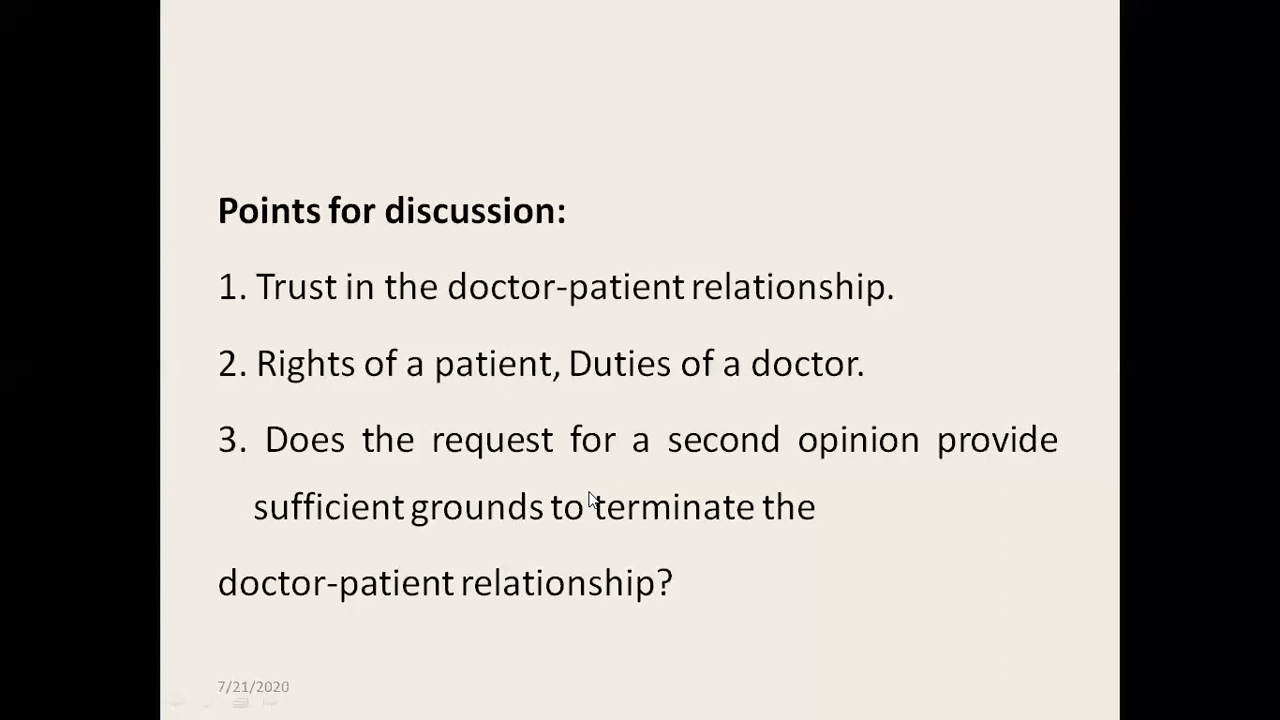 Points for discussion:
1. Trust in the doctor-patient relationship.
2. Rights of a patient, Duties of a doctor.
3. Does the request for a second opinion provide
sufficient grounds to terminate the
doctor-patient relationship?
7/21/2020